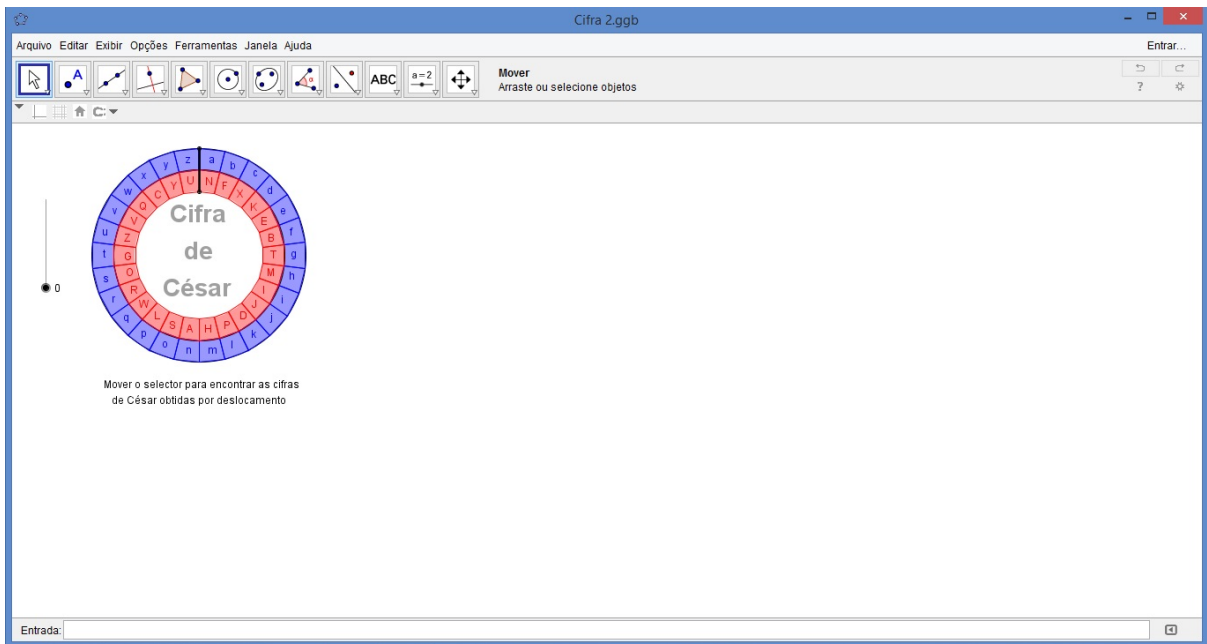 Cifra 2.ggb
Arquivo Editar Exibir Opções Ferramentas Janela Ajuda
Entrar...
A
α
ABC
a=2
Mover
Arraste ou selecione objetos
?
a b c d e f g h i j k l m n o p q r s t u v w x y z
N F X K E B T M I J D P H A S L W R O G Z V Q C Y U
Cifra
de
César
0
Mover o selector para encontrar as cifras
de César obtidas por deslocamento
Entrada: